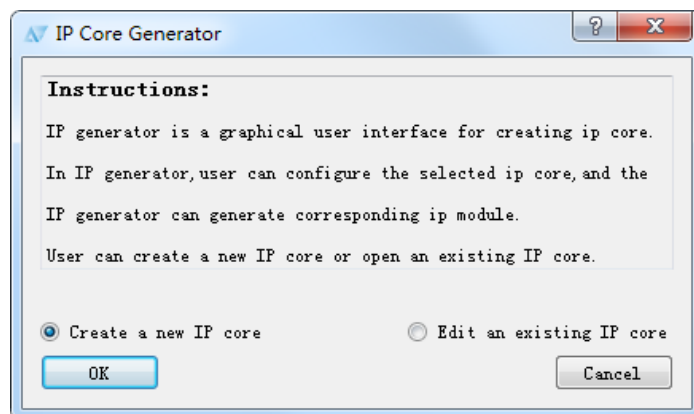 IP Core Generator
Instructions:
IP generator is a graphical user interface for creating ip core.
In IP generator,user can configure the selected ip core,and the
IP generator can generate corresponding ip module.
User can create a new IP core or open an existing IP core.
Create a new IP core
Edit an existing IP core
OK
Cancel